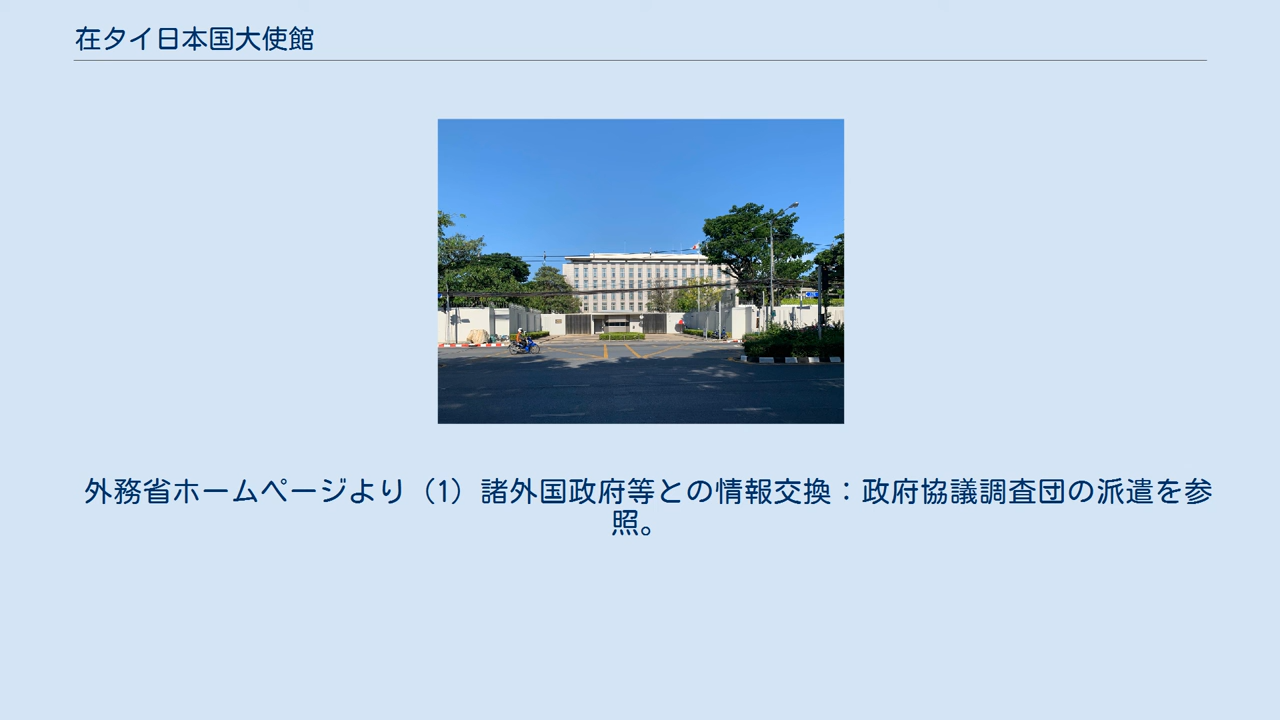 在タイ日本国大使館
外務省ホームページより（1）諸外国政府等との情報交換：政府協議調査団の派遣を参
照。